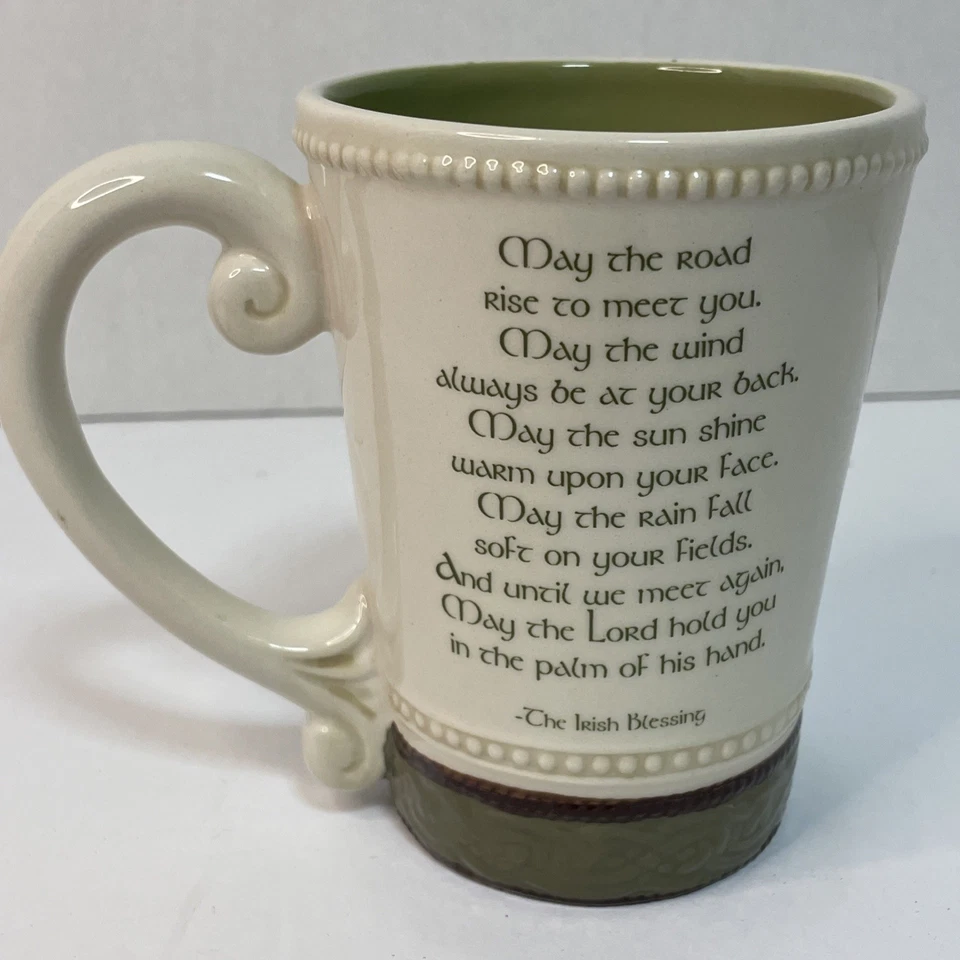 May the road
rise to meet you.
May the wind
always be at your back.
May the sun shine
warm upon your face.
May the rain fall
soft on your fields.
And until we meet again,
May the Lord hold you
in the palm of his hand.
-The Irish Blessing